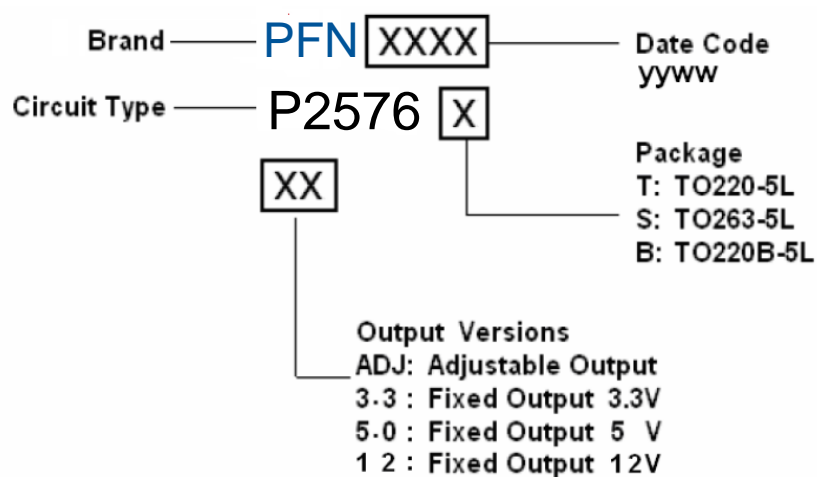 Brand PFN XXXX Date Code
yyww
Circuit Type P2576 X
Package
XX T: TO220-5L
S: TO263-5L
B: TO220B-5L
Output Versions
ADJ: Adjustable Output
3.3 : Fixed Output 3.3V
5.0 : Fixed Output 5 V
1 2 : Fixed Output 12V